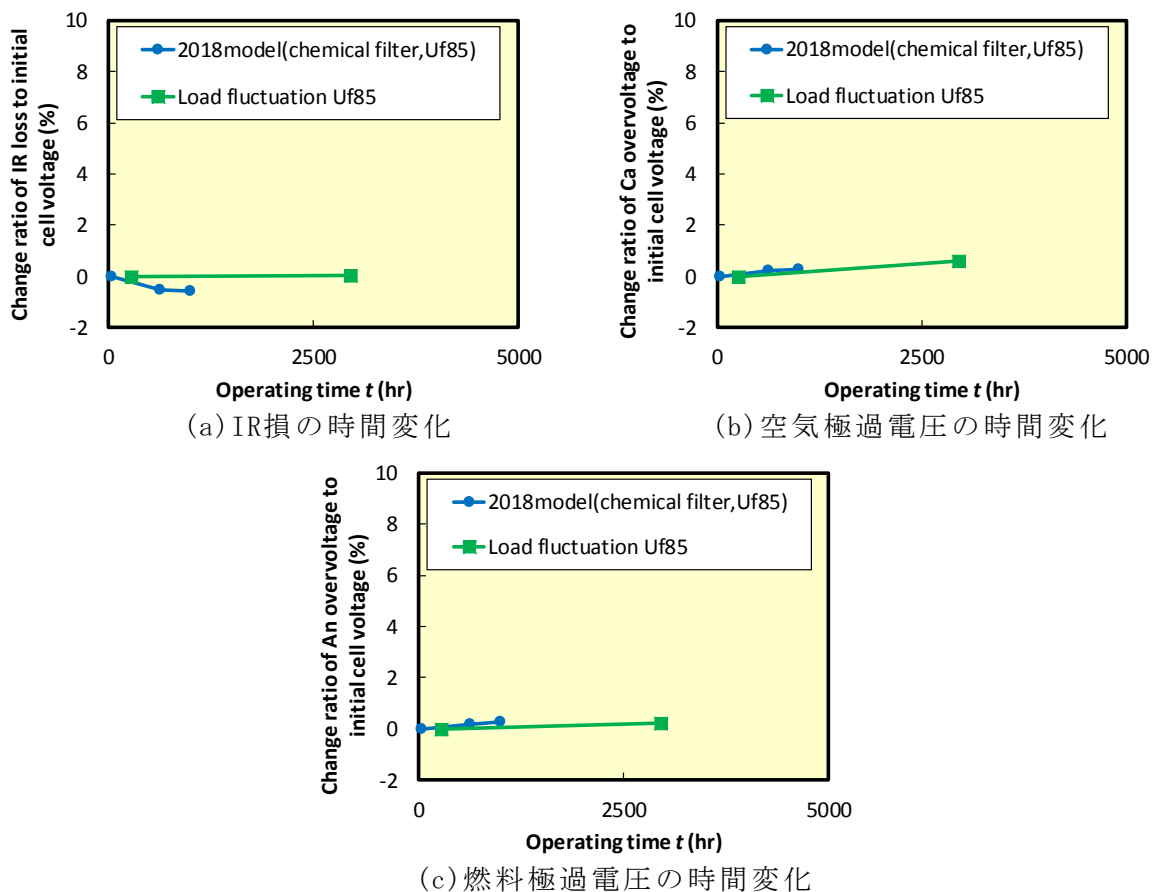 Change ratio of IR loss to initial
cell voltage (%)
10
8
6
4
2
0
-2
2018model(chemical filter,Uf85)
Load fluctuation Uf85
0
2500
5000
Operating time t (hr)
(a)IR損の時間変化
Change ratio of Ca overvoltage to
initial cell voltage (%)
10
8
6
4
2
0
-2
2018model(chemical filter,Uf85)
Load fluctuation Uf85
0
2500
5000
Operating time t (hr)
(b)空気極過電圧の時間変化
Change ratio of An overvoltage to
initial cell voltage (%)
10
8
6
4
2
0
-2
2018model(chemical filter,Uf85)
Load fluctuation Uf85
0
2500
5000
Operating time t (hr)
(c)燃料極過電圧の時間変化